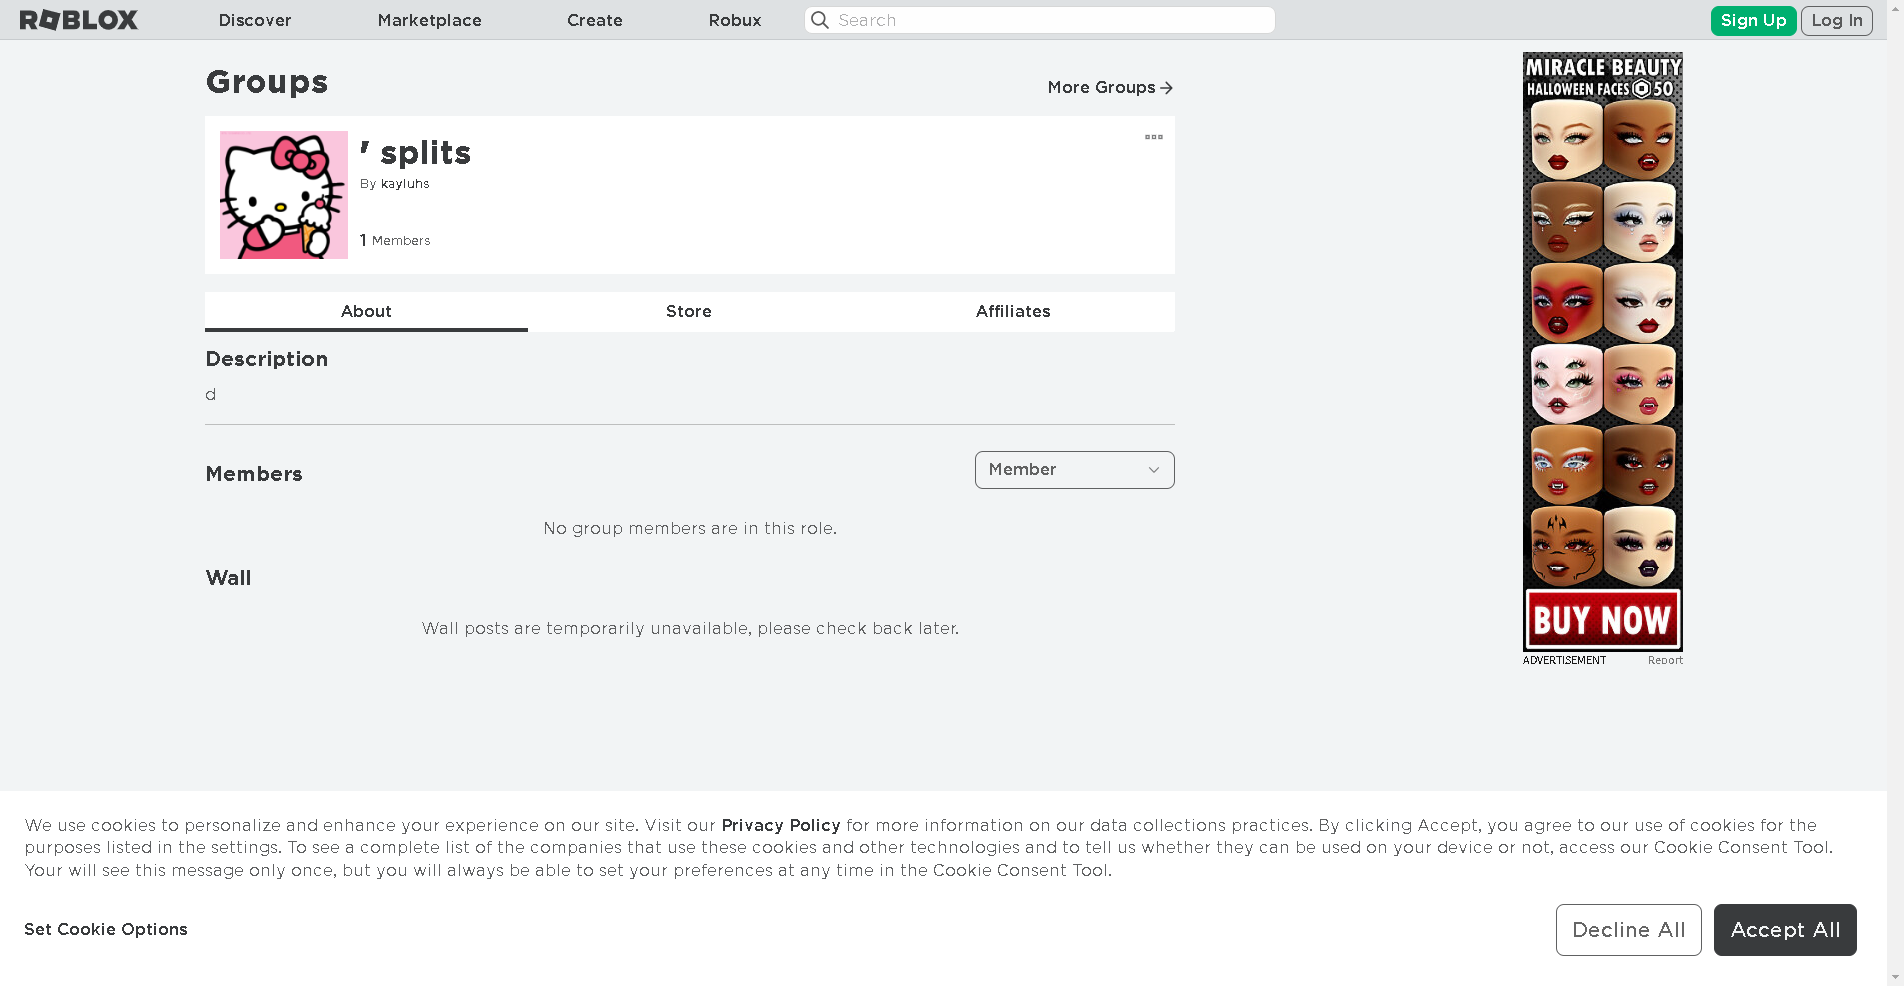 ROBLOX
Discover
Marketplace
Create
Robux
Search
Sign Up
Log In
Groups
More Groups
' splits
By kayluhs
1 Members
About
Store
Affiliates
Description
d
Members
Member
No group members are in this role.
Wall
Wall posts are temporarily unavailable, please check back later.
MIRACLE BEAUTY
HALLOWEEN FACES 50
BUY NOW
ADVERTISEMENT
Report
We use cookies to personalize and enhance your experience on our site. Visit our Privacy Policy for more information on our data collections practices. By clicking Accept, you agree to our use of cookies for the
purposes listed in the settings. To see a complete list of the companies that use these cookies and other technologies and to tell us whether they can be used on your device or not, access our Cookie Consent Tool.
Your will see this message only once, but you will always be able to set your preferences at any time in the Cookie Consent Tool.
Set Cookie Options
Decline All
Accept All